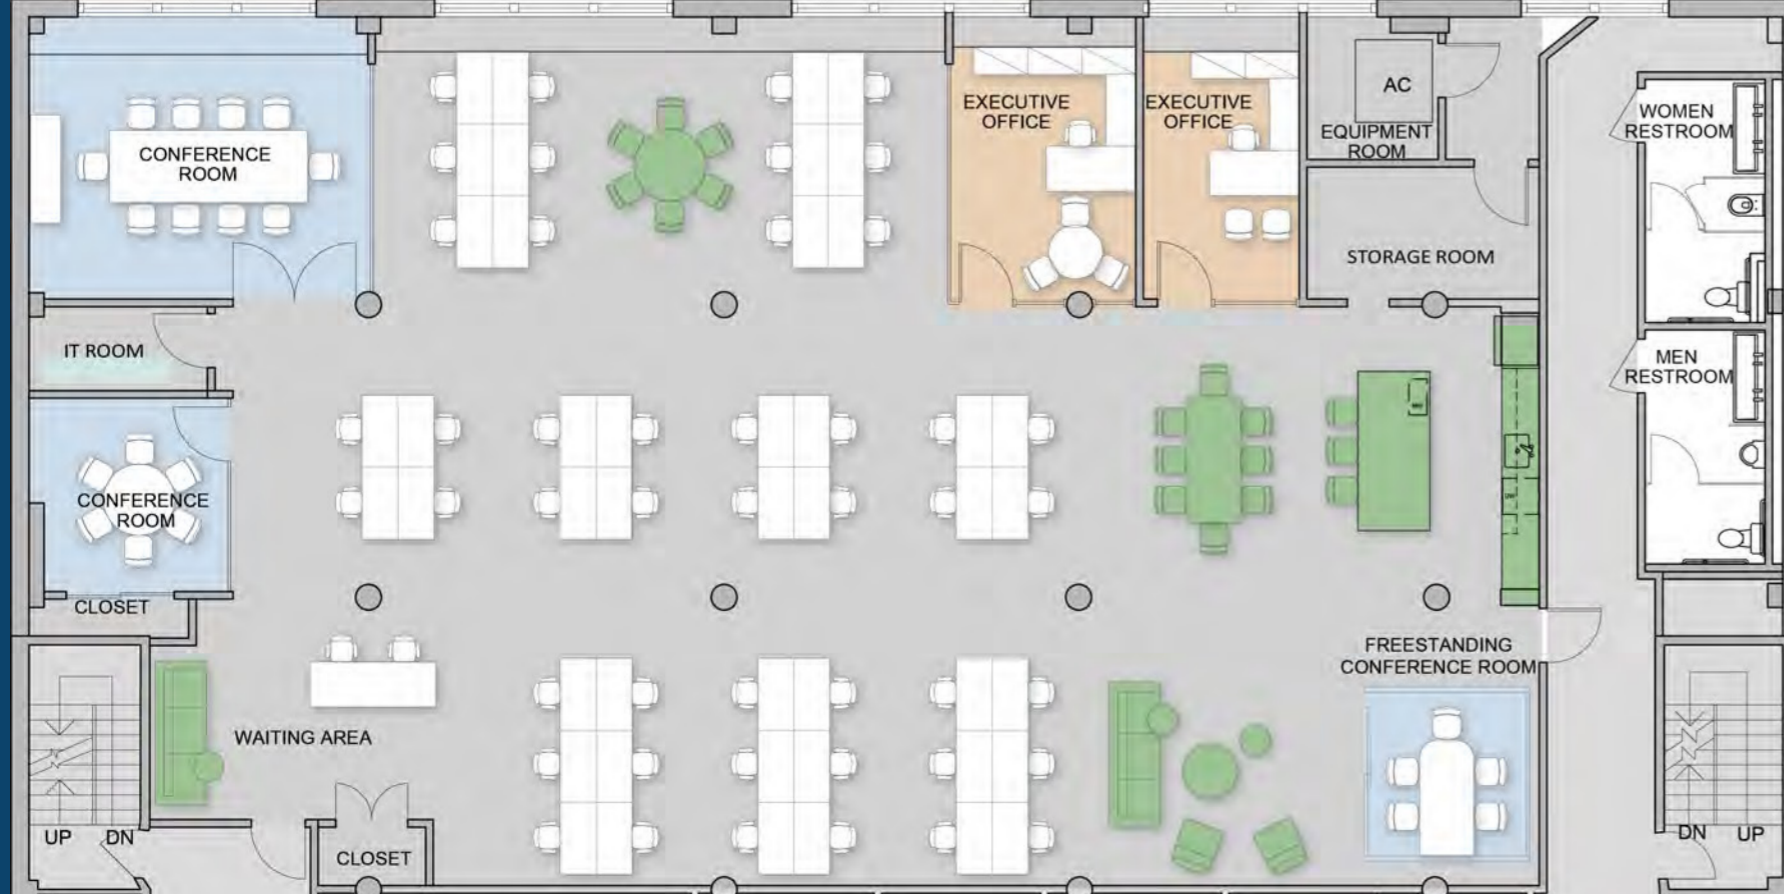 CONFERENCE
ROOM
EXECUTIVE
OFFICE
EXECUTIVE
OFFICE
AC
EQUIPMENT
ROOM
WOMEN
RESTROOM
STORAGE ROOM
IT ROOM
MEN
RESTROOM
CONFERENCE
ROOM
CLOSET
FREESTANDING
CONFERENCE ROOM
WAITING AREA
UP
DN
CLOSET
DN
UP